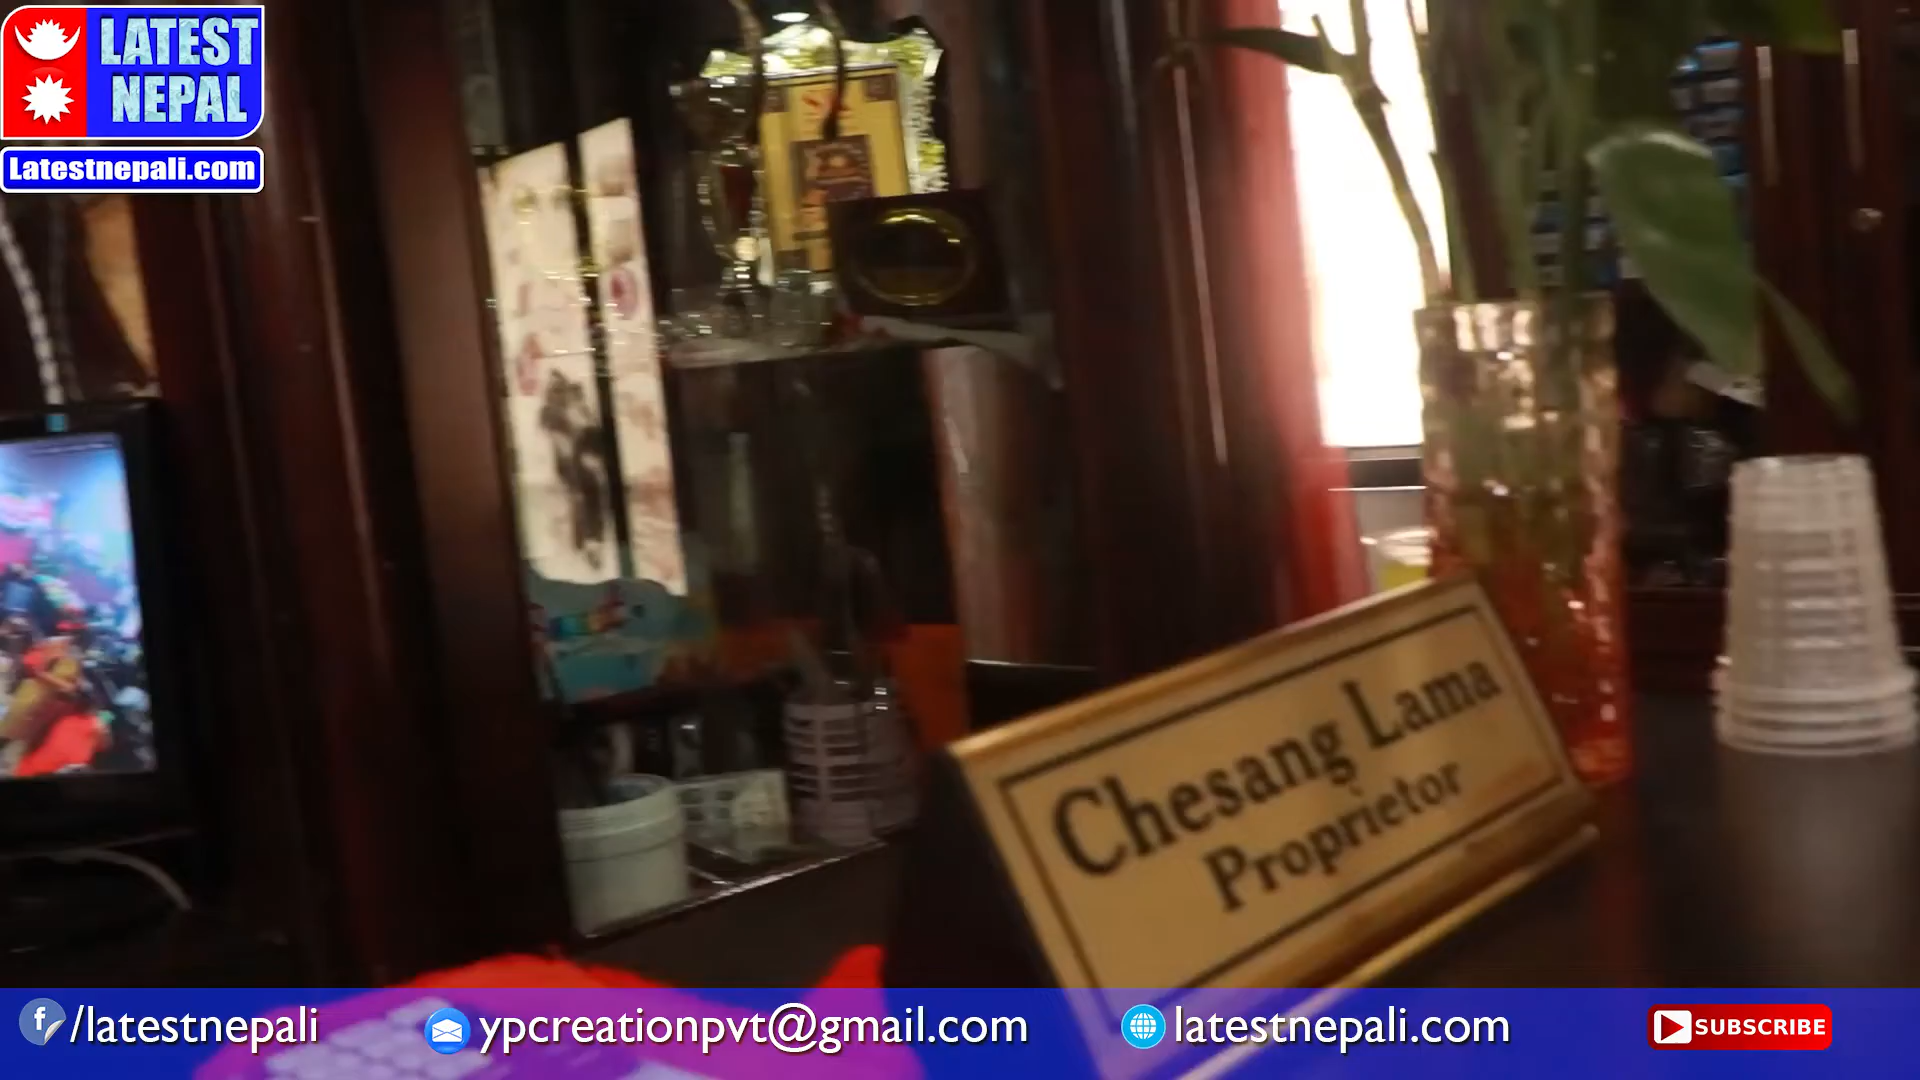 LATEST
NEPAL
Latestnepali.com
Chesang Lama
Proprietor
/latestnepali
ypcreationpvt@gmail.com
latestnepali.com
SUBSCRIBE